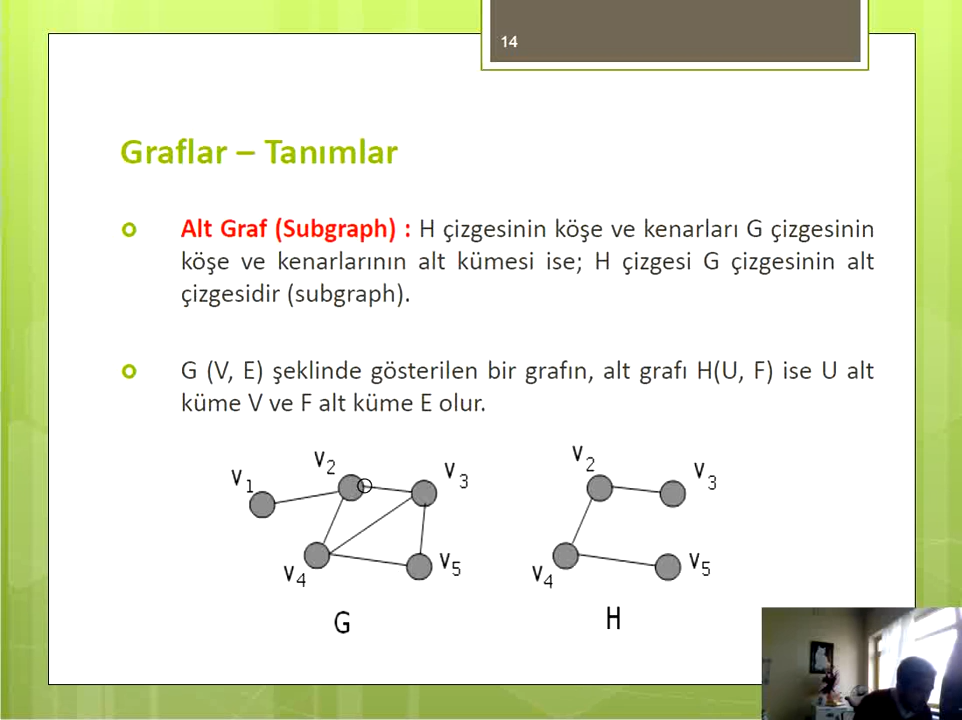 14
Graflar – Tanımlar
Alt Graf (Subgraph) : H çizgesinin köşe ve kenarları G çizgesinin
köşe ve kenarlarının alt kümesi ise; H çizgesi G çizgesinin alt
çizgesidir (subgraph).
G (V, E) şeklinde gösterilen bir grafın, alt grafı H(U, F) ise U alt
küme V ve F alt küme E olur.
V1 V2 V3 V2 V3
V4 V5 V4 V5
G H